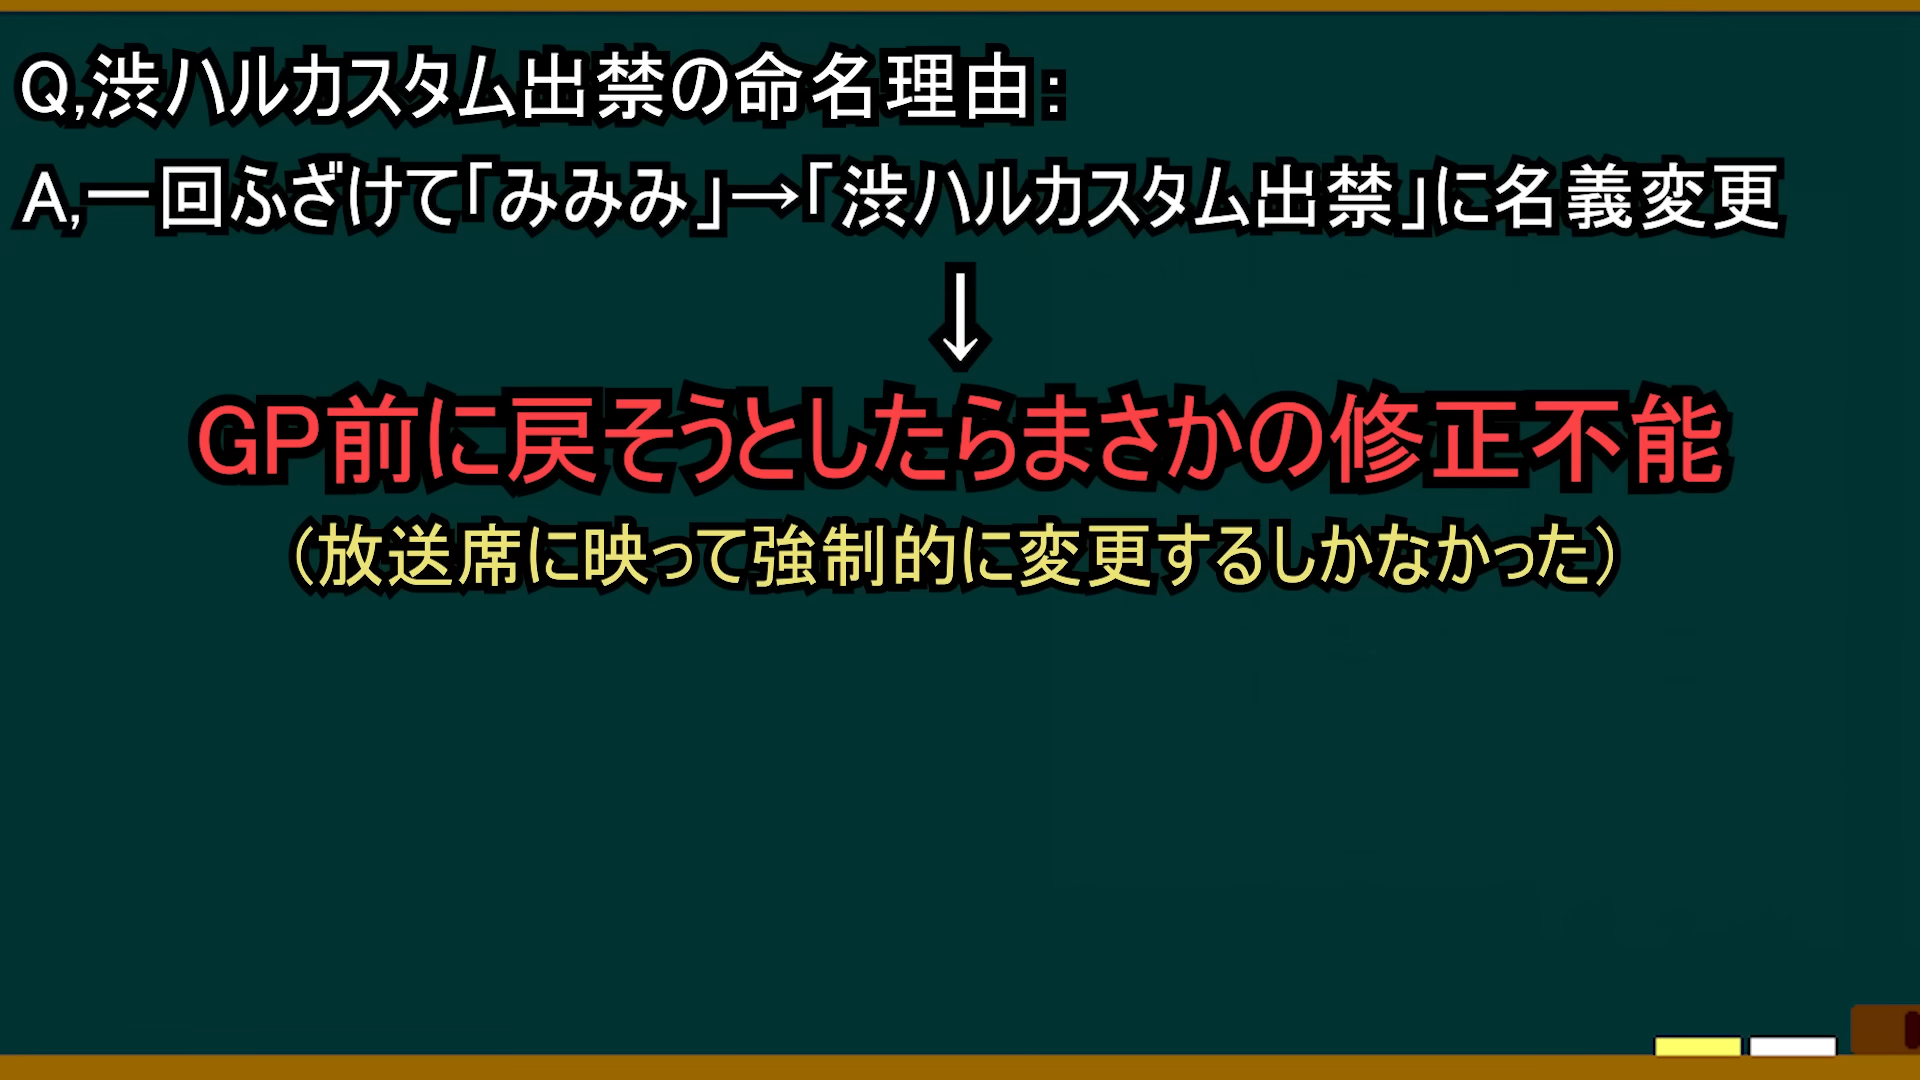 Q,渋ハルカスタム出禁の命名理由:
A,一回ふざけて「みみみ」→「渋ハルカスタム出禁」に名義変更
↓
GP前に戻そうとしたらまさかの修正不能
(放送席に映って強制的に変更するしかなかった)